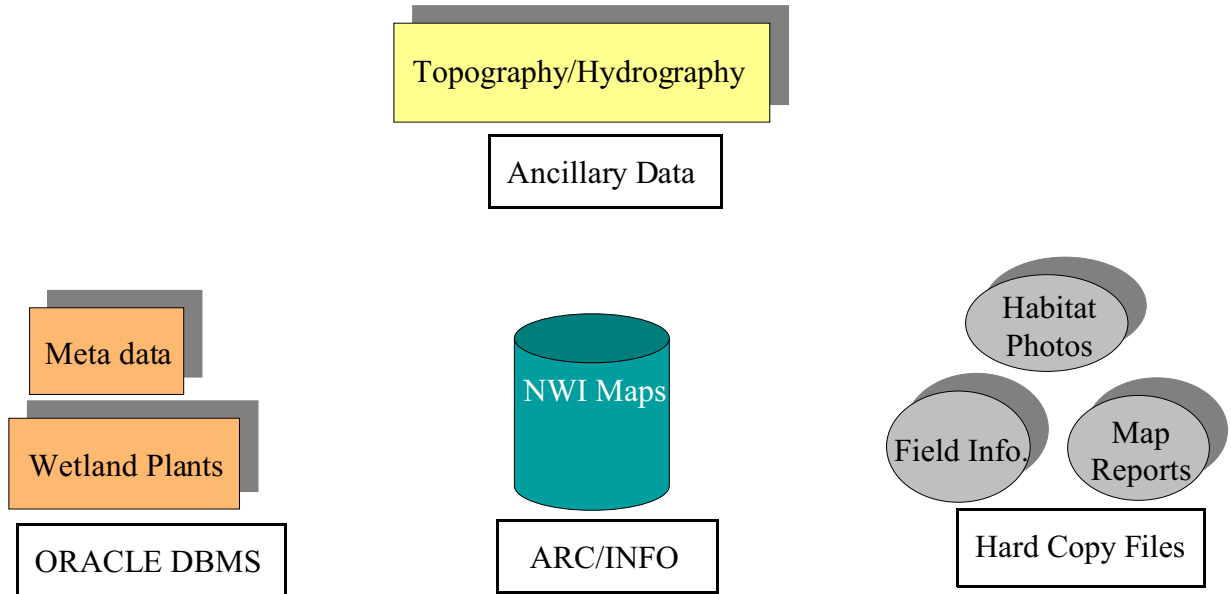 Topography/Hydrography
Ancillary Data
Meta data
Wetland Plants
ORACLE DBMS
NWI Maps
ARC/INFO
Habitat
Photos
Field Info.
Map
Reports
Hard Copy Files